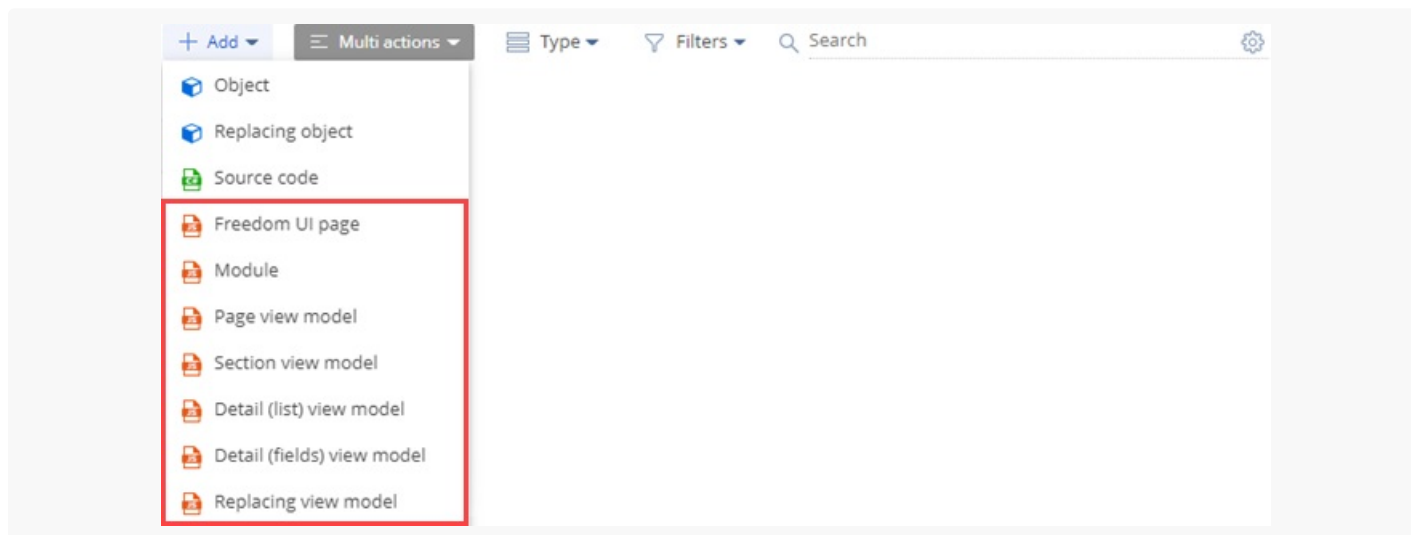 Add Multi actions Type Filters Search
Object
Replacing object
Source code
Freedom UI page
Module
Page view model
Section view model
Detail (list) view model
Detail (fields) view model
Replacing view model